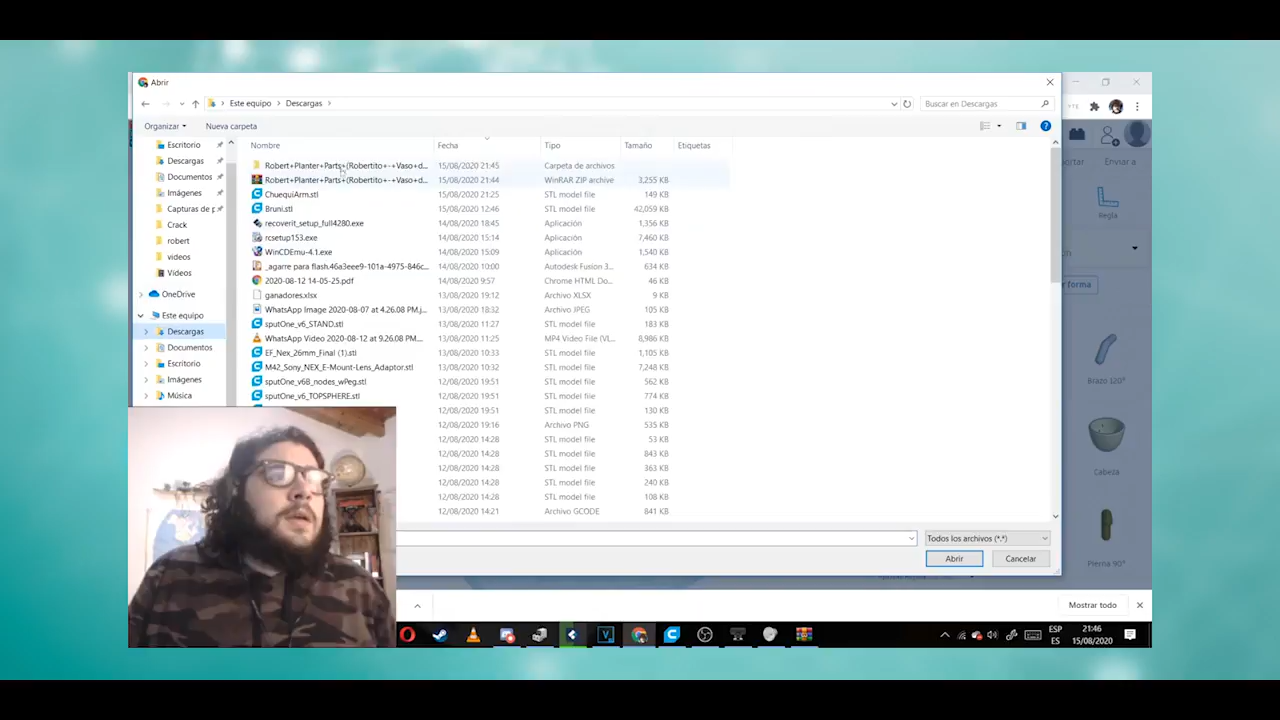 Abrir
Este equipo > Descargas >
Buscar en Descargas
Organizar
Nueva carpeta
Nombre Fecha Tipo Tamaño Etiquetas
Escritorio
Descargas
Documentos
Imágenes
Capturas de p
Crack
robert
videos
Vídeos
OneDrive
Este equipo
Descargas
Documentos
Escritorio
Imágenes
Música
Robert+Planter+Parts+(Robertito+-+Vaso+d... 15/08/2020 21:45 Carpeta de archivos
Robert+Planter+Parts+(Robertito+-+Vaso+d... 15/08/2020 21:44 WinRAR ZIP archive 3,255 KB
ChuequiArm.stl 15/08/2020 21:25 STL model file 149 KB
Bruni.stl 15/08/2020 12:46 STL model file 42,059 KB
recoverit_setup_full4280.exe 14/08/2020 18:45 Aplicación 1,356 KB
rcsetup153.exe 14/08/2020 15:14 Aplicación 7,460 KB
WinCDEmu-4.1.exe 14/08/2020 15:09 Aplicación 1,540 KB
_agarre para flash.46a3eee9-101a-4975-846c... 14/08/2020 10:00 Autodesk Fusion 3... 634 KB
2020-08-12 14-05-25.pdf 14/08/2020 9:57 Chrome HTML Do... 46 KB
ganadores.xlsx 13/08/2020 19:12 Archivo XLSX 9 KB
WhatsApp Image 2020-08-07 at 4.26.08 PM.j... 13/08/2020 18:32 Archivo JPEG 105 KB
sputOne_v6_STAND.stl 13/08/2020 11:27 STL model file 183 KB
WhatsApp Video 2020-08-12 at 9.26.08 PM.... 13/08/2020 11:25 MP4 Video File (VL... 8,986 KB
EF_Nex_26mm_Final (1).stl 13/08/2020 10:33 STL model file 1,105 KB
M42_Sony_NEX_E-Mount-Lens_Adaptor.stl 13/08/2020 10:32 STL model file 7,248 KB
sputOne_v6B_nodes_wPeg.stl 12/08/2020 19:51 STL model file 562 KB
sputOne_v6_TOPSPHERE.stl 12/08/2020 19:51 STL model file 774 KB
12/08/2020 19:51 STL model file 130 KB
12/08/2020 19:16 Archivo PNG 535 KB
12/08/2020 14:28 STL model file 53 KB
12/08/2020 14:28 STL model file 843 KB
12/08/2020 14:28 STL model file 363 KB
12/08/2020 14:28 STL model file 240 KB
12/08/2020 14:28 STL model file 108 KB
12/08/2020 14:21 Archivo GCODE 841 KB
Todos los archivos (*.*)
Abrir Cancelar
ortar Enviar a
Regla
r forma
Brazo 120°
Cabeza
Pierna 90°
Mostrar todo
ESP
ES
21:46
15/08/2020